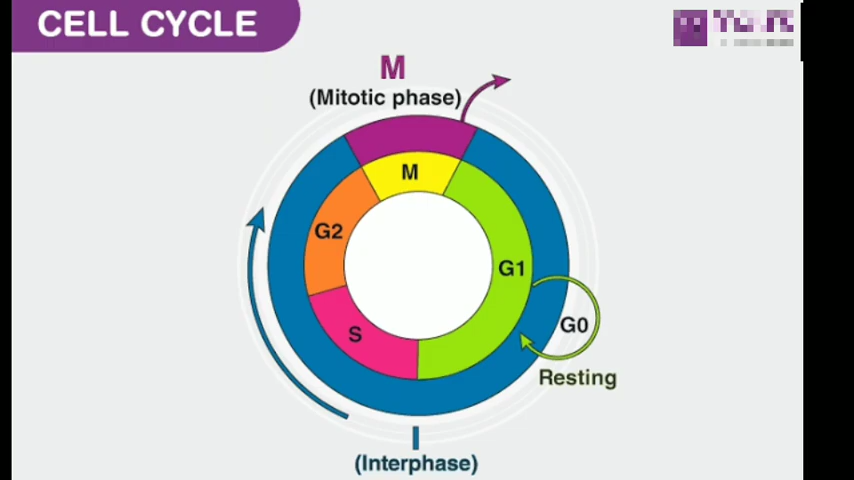 CELL CYCLE
M
(Mitotic phase)
M
G2
G1
S
G0
Resting
I
(Interphase)